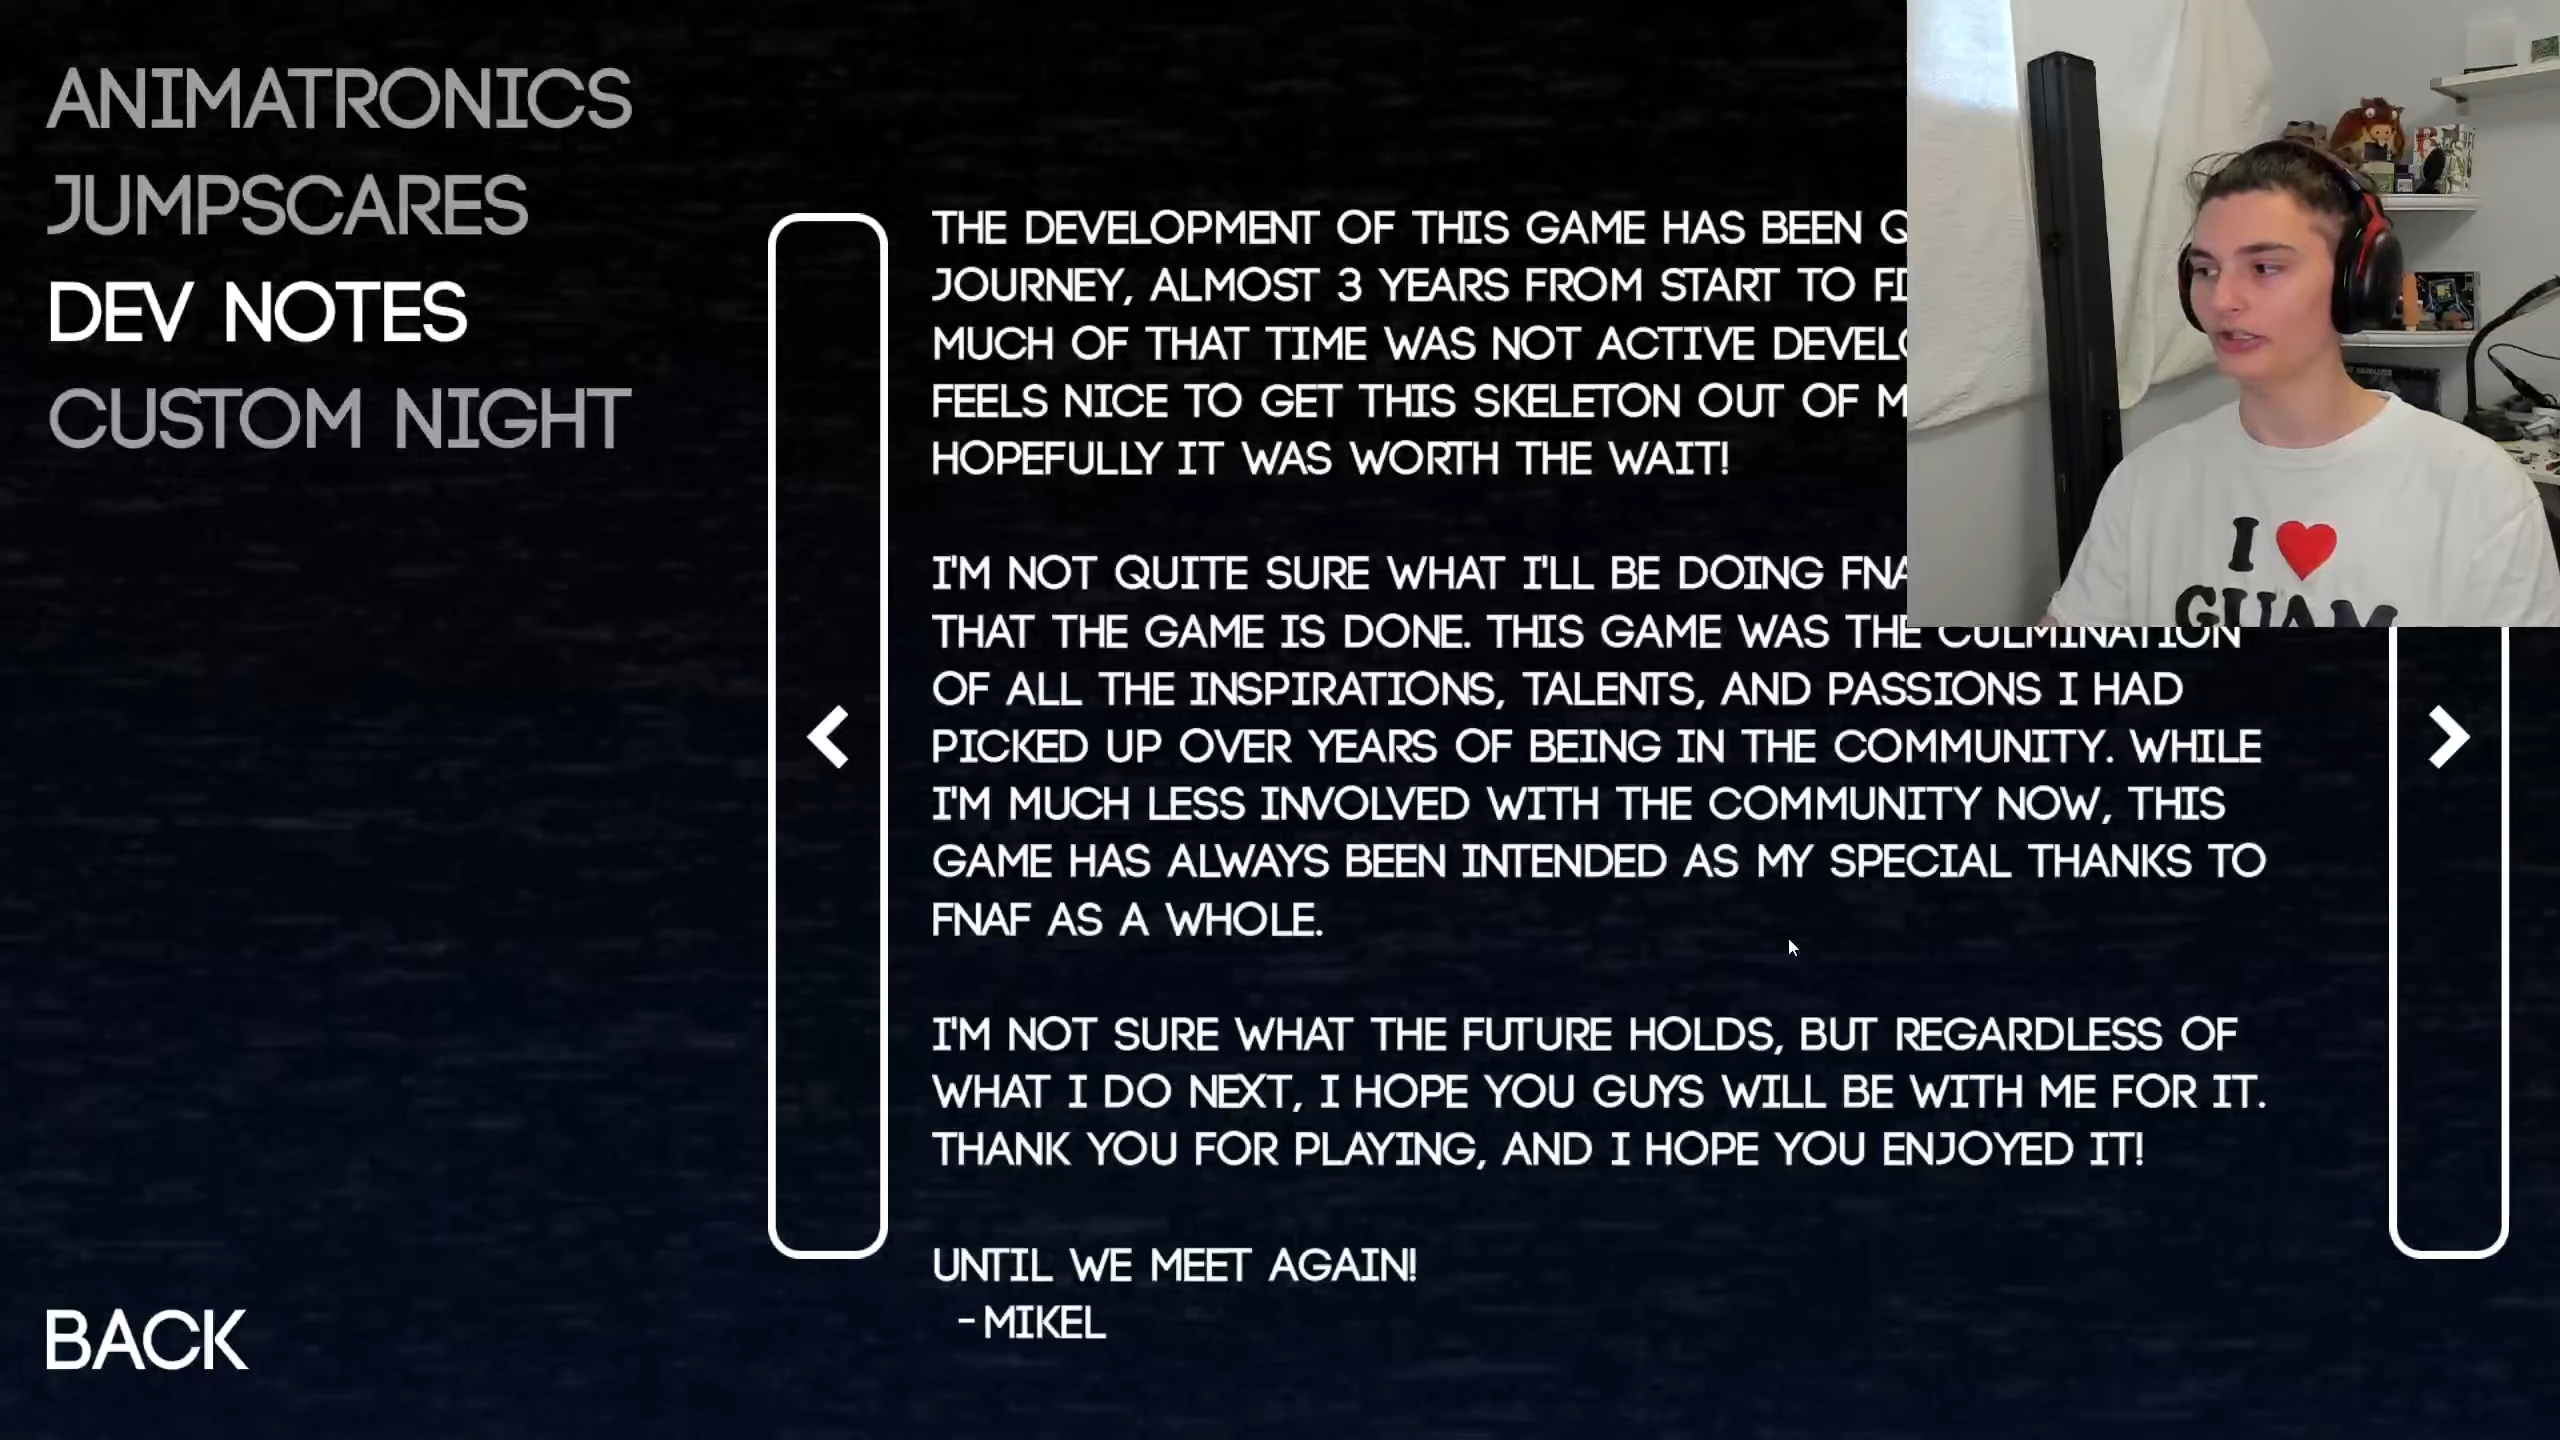 ANIMATRONICS
JUMPSCARES
DEV NOTES
CUSTOM NIGHT
THE DEVELOPMENT OF THIS GAME HAS BEEN
JOURNEY, ALMOST 3 YEARS FROM START TO
MUCH OF THAT TIME WAS NOT ACTIVE
FEELS NICE TO GET THIS SKELETON OUT OF
HOPEFULLY IT WAS WORTH THE WAIT!
I'M NOT QUITE SURE WHAT I'LL BE DOING
THAT THE GAME IS DONE. THIS GAME WAS THE CULMINATION
OF ALL THE INSPIRATIONS, TALENTS, AND PASSIONS I HAD
PICKED UP OVER YEARS OF BEING IN THE COMMUNITY. WHILE
I'M MUCH LESS INVOLVED WITH THE COMMUNITY NOW, THIS
GAME HAS ALWAYS BEEN INTENDED AS MY SPECIAL THANKS TO
FNAF AS A WHOLE.
I'M NOT SURE WHAT THE FUTURE HOLDS, BUT REGARDLESS OF
WHAT I DO NEXT, I HOPE YOU GUYS WILL BE WITH ME FOR IT.
THANK YOU FOR PLAYING, AND I HOPE YOU ENJOYED IT!
UNTIL WE MEET AGAIN!
- MIKEL
BACK
I ❤
GUAM